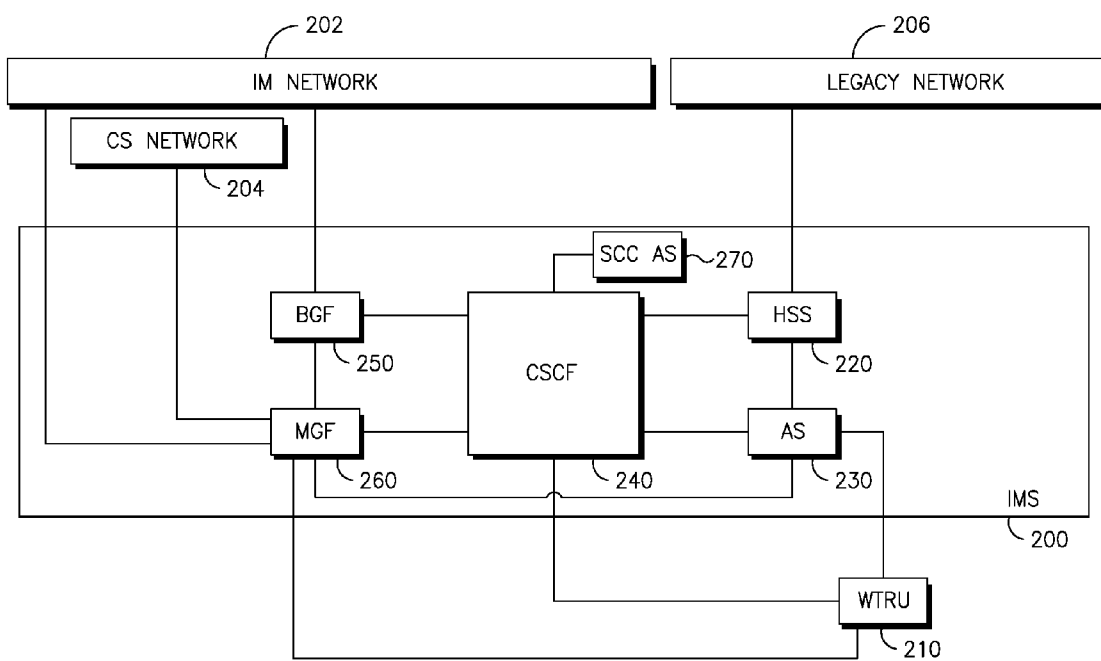 202
206
IM NETWORK
LEGACY NETWORK
CS NETWORK
204
SCC AS
270
BGF
HSS
250
220
CSCF
MGF
AS
260
240
230
IMS
200
WTRU
210